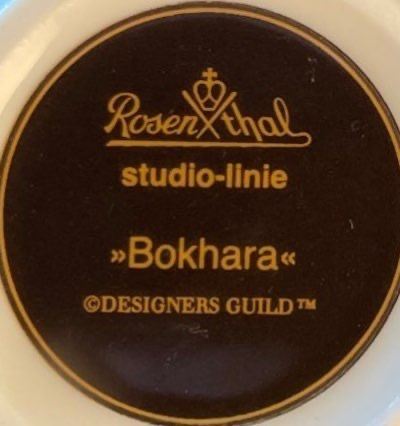 Rosenthal
studio-linie
»Bokhara«
©DESIGNERS GUILD™